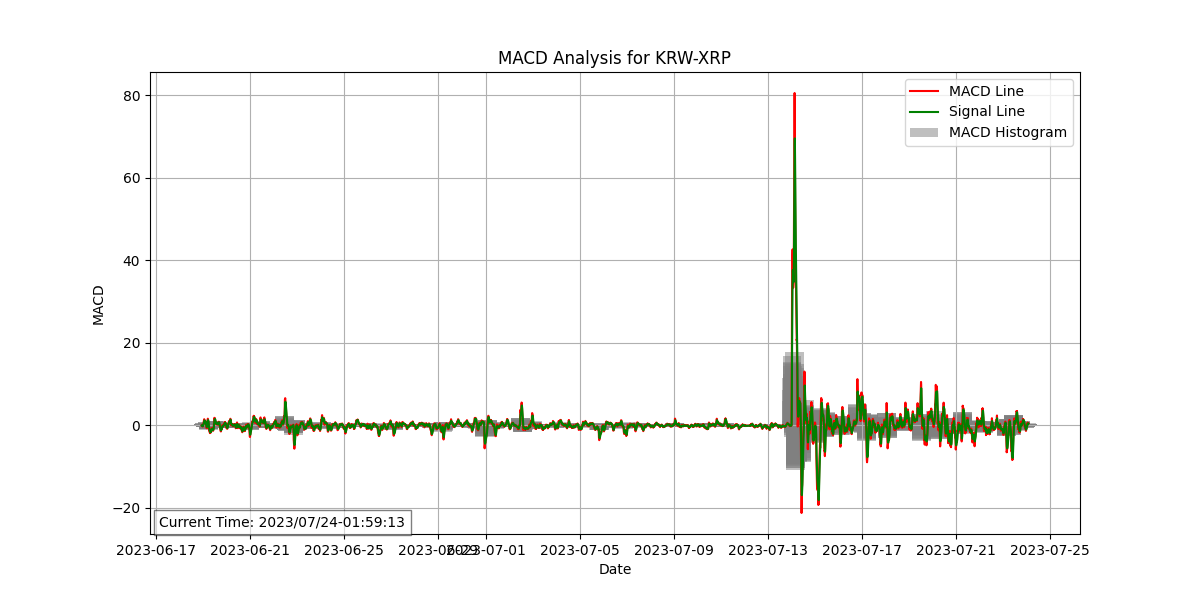 MACD Analysis for KRW-XRP
MACD Line
Signal Line
MACD Histogram
80
60
40
20
0
−20
MACD
Current Time: 2023/07/24-01:59:13
2023-06-17 2023-06-21 2023-06-25 2023-06-29 2023-07-01 2023-07-05 2023-07-09 2023-07-13 2023-07-17 2023-07-21 2023-07-25
Date